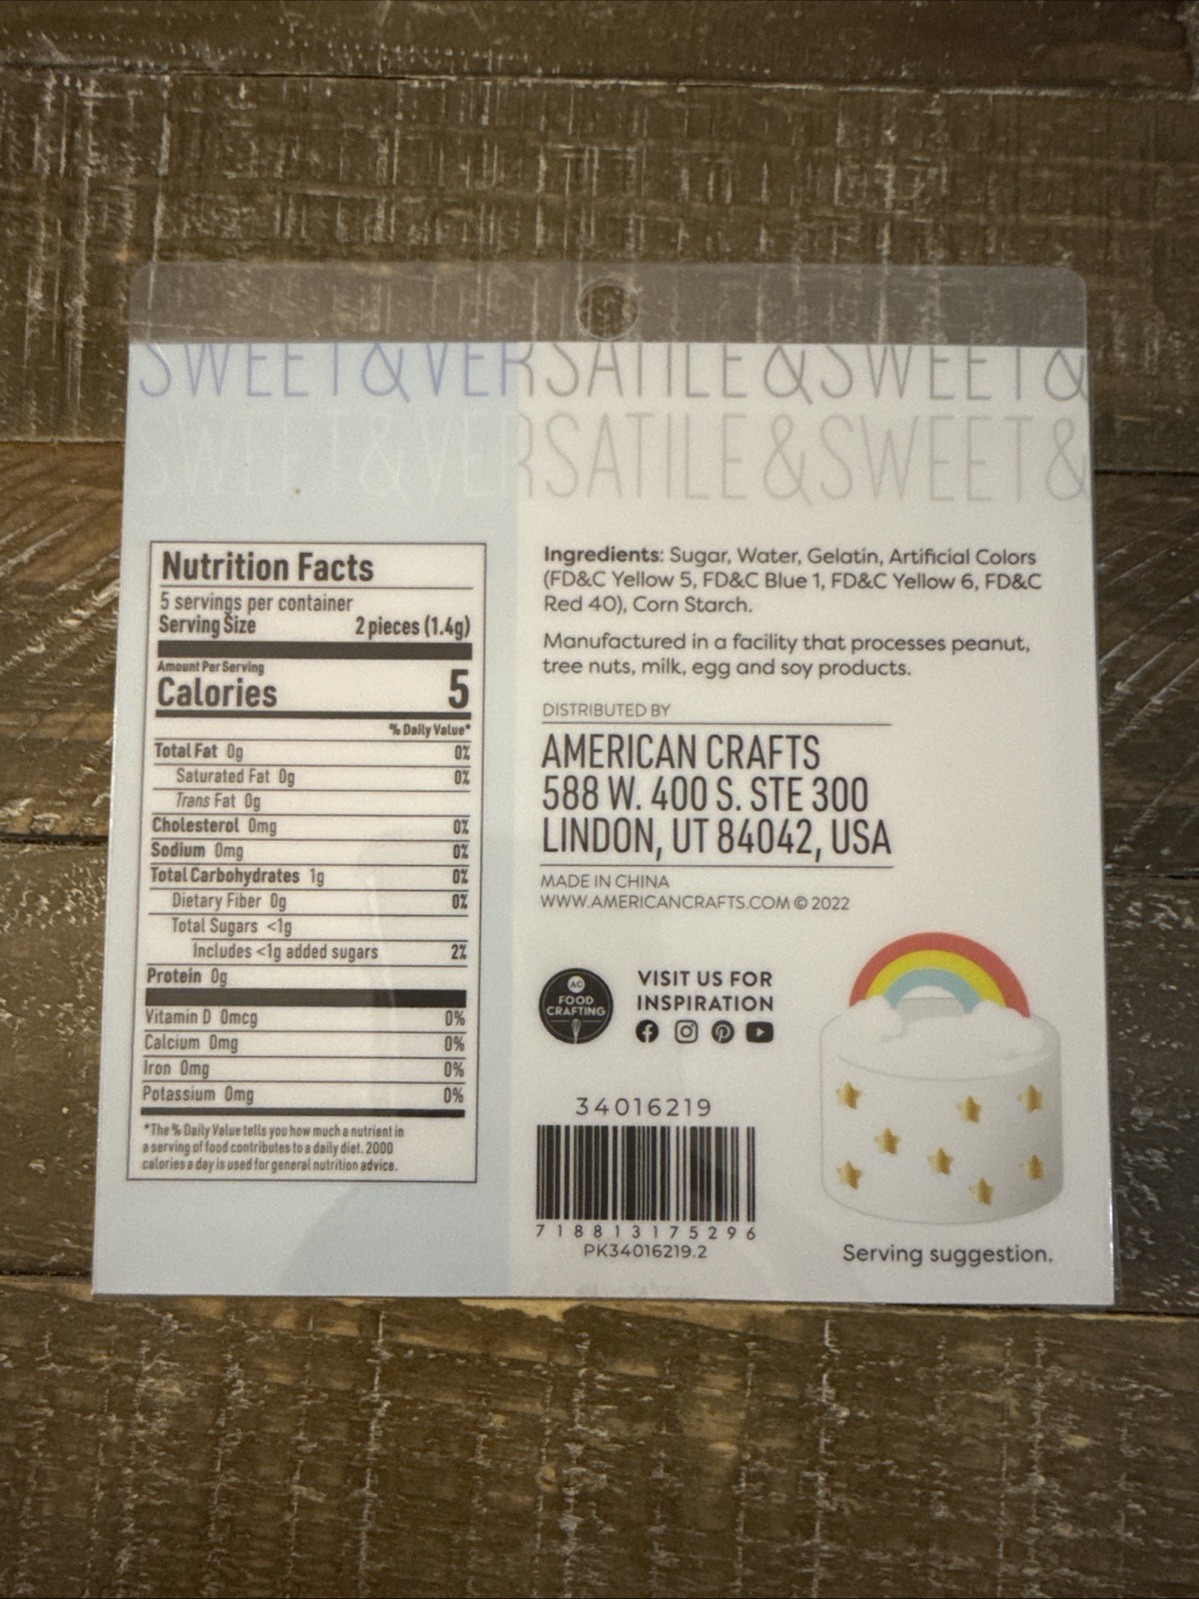 SWEET&VERSATILE&SWEET&
SWEET&VERSATILE&SWEET&
Nutrition Facts
5 servings per container
Serving Size 2 pieces (1.4g)
Amount Per Serving
Calories 5
% Daily Value*
Total Fat 0g 0%
Saturated Fat 0g 0%
Trans Fat 0g
Cholesterol 0mg 0%
Sodium 0mg 0%
Total Carbohydrates 1g 0%
Dietary Fiber 0g 0%
Total Sugars <1g
Includes <1g added sugars 2%
Protein 0g
Vitamin D 0mcg 0%
Calcium 0mg 0%
Iron 0mg 0%
Potassium 0mg 0%
*The % Daily Value tells you how much a nutrient in
a serving of food contributes to a daily diet. 2000
calories a day is used for general nutrition advice.
Ingredients: Sugar, Water, Gelatin, Artificial Colors
(FD&C Yellow 5, FD&C Blue 1, FD&C Yellow 6, FD&C
Red 40), Corn Starch.
Manufactured in a facility that processes peanut,
tree nuts, milk, egg and soy products.
DISTRIBUTED BY
AMERICAN CRAFTS
588 W. 400 S. STE 300
LINDON, UT 84042, USA
MADE IN CHINA
WWW.AMERICANCRAFTS.COM © 2022
AC
FOOD
CRAFTING
VISIT US FOR
INSPIRATION
34016219
7 18813 17529 6
PK34016219.2
Serving suggestion.